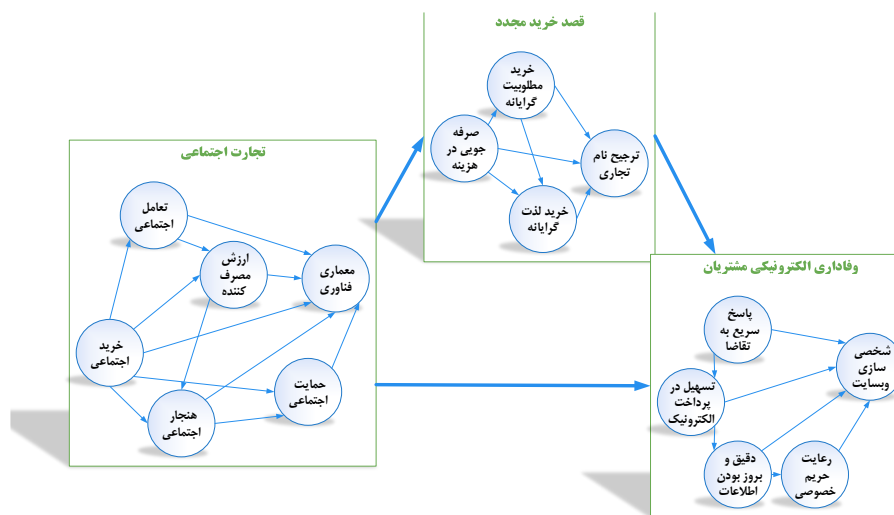 قصد خرید مجدد
خرید
مطلوبیت
گرایانه
صرفه
جویی در
هزینه
ترجیح نام
تجاری
خرید لذت
گرایانه
تجارت اجتماعی
تعامل
اجتماعی
ارزش
مصرف
کننده
معماری
فناوری
خرید
اجتماعی
حمایت
اجتماعی
هنجار
اجتماعی
وفاداری الکترونیکی مشتریان
پاسخ
سریع به
تقاضا
شخصی
سازی
وبسایت
تسهیل در
پرداخت
الکترونیک
دقیق و
بروز بودن
اطلاعات
رعایت
حریم
خصوصی